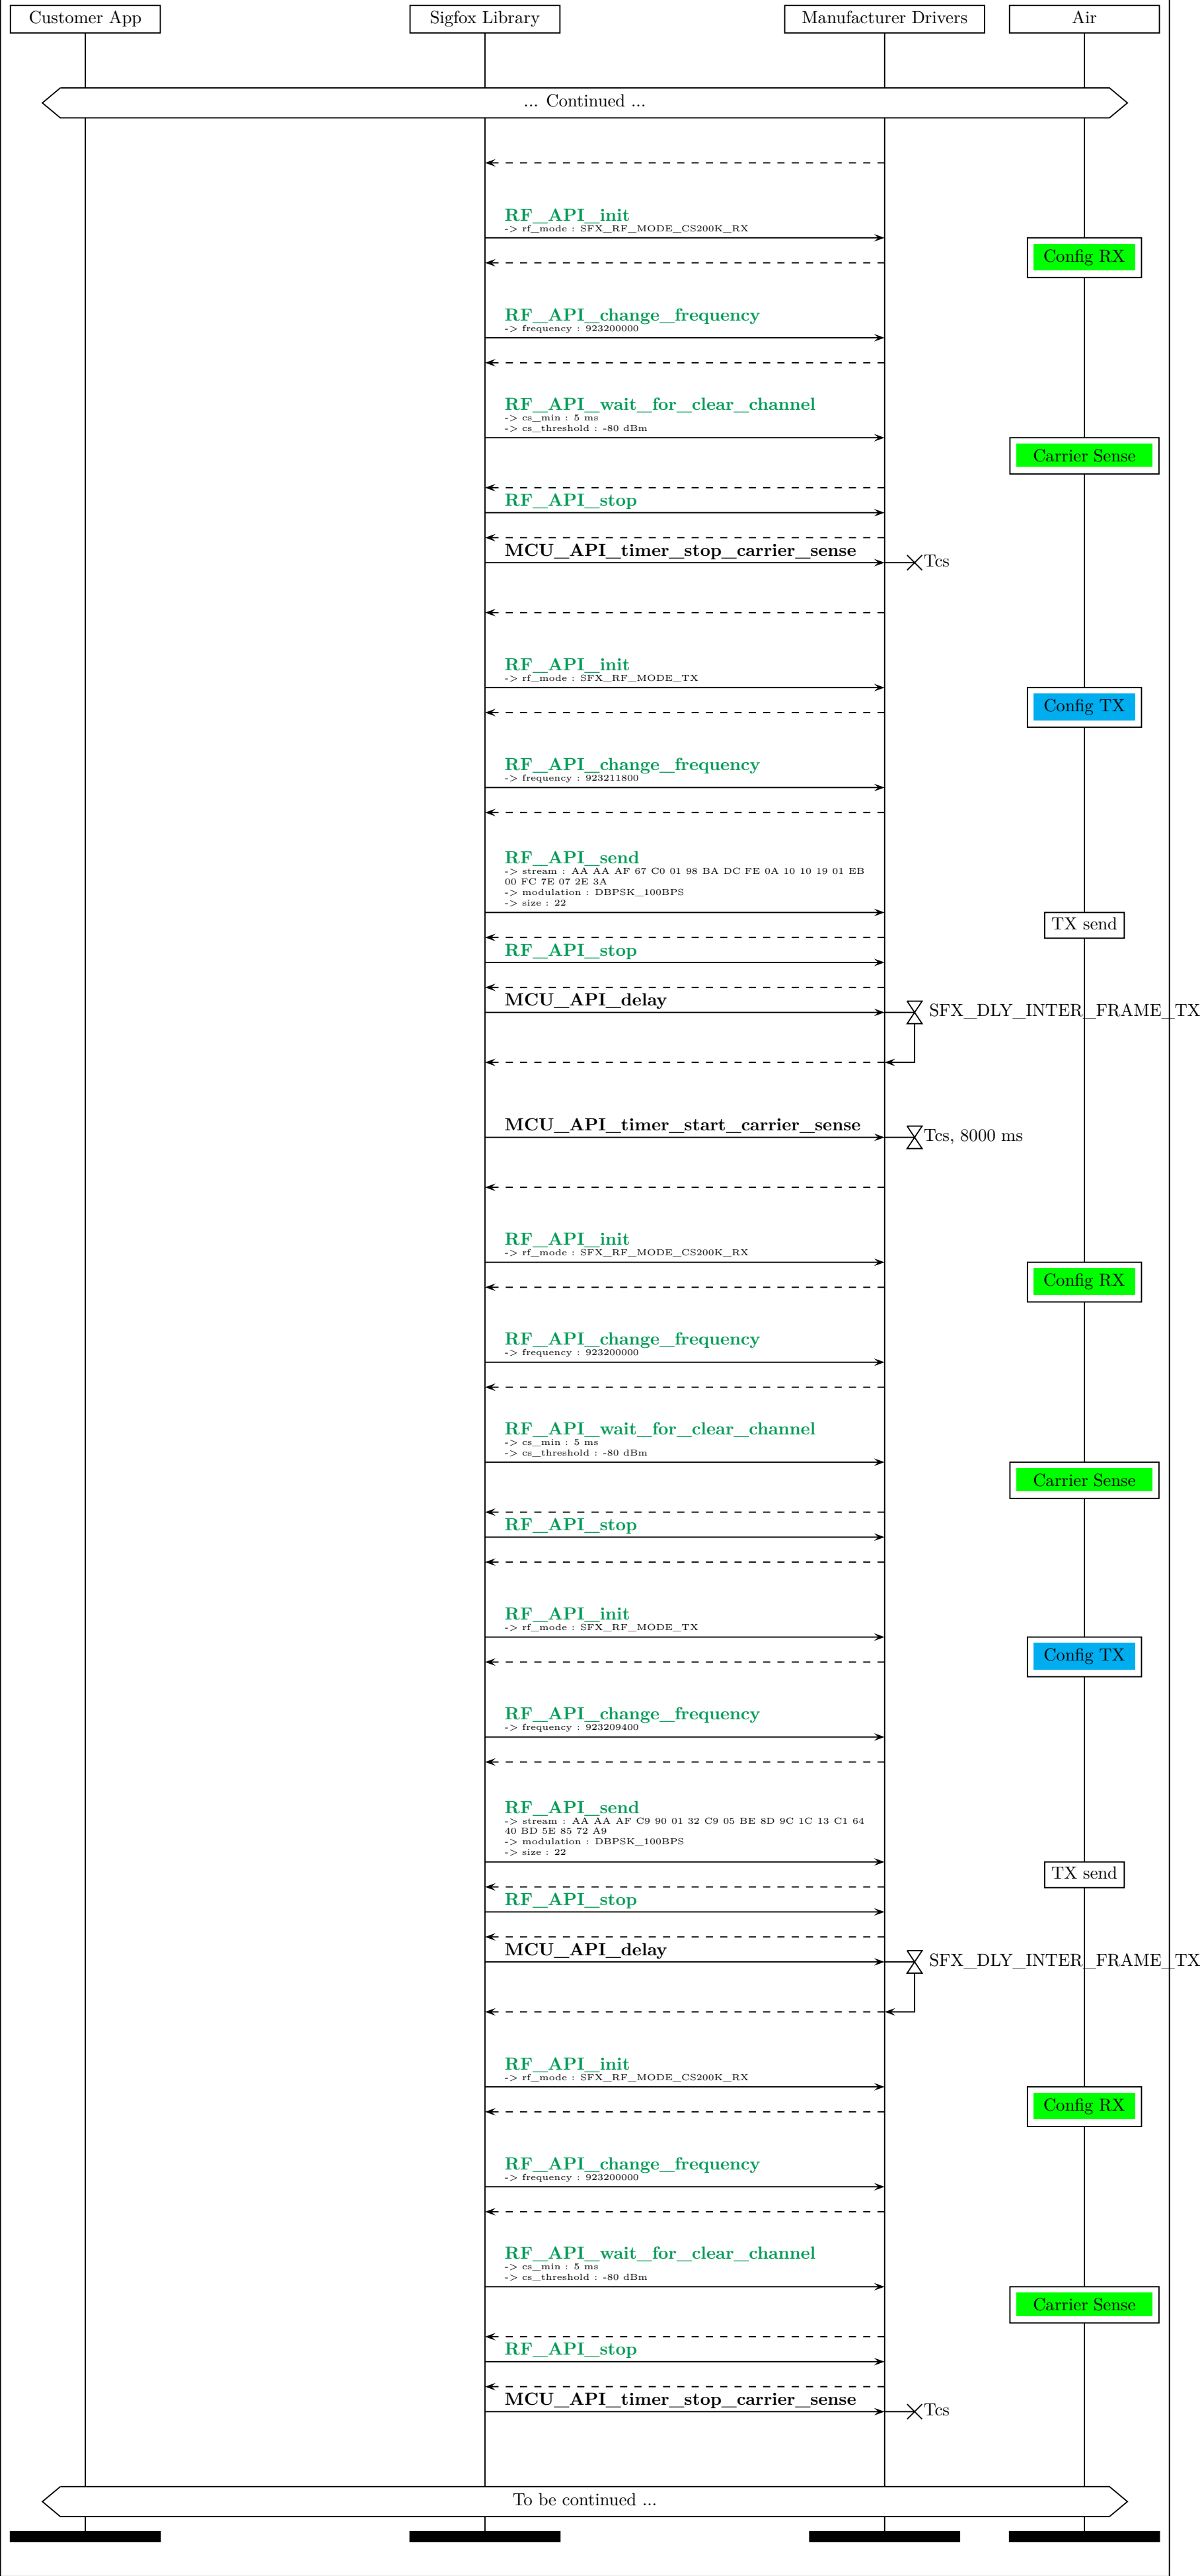 Customer App
Sigfox Library
Manufacturer Drivers
Air
... Continued ...
RF_API_init
-> rf_mode : SFX_RF_MODE_CS200K_RX
Config RX
RF_API_change_frequency
-> frequency : 923200000
RF_API_wait_for_clear_channel
-> cs_min : 5 ms
-> cs_threshold : -80 dBm
Carrier Sense
RF_API_stop
MCU_API_timer_stop_carrier_sense
Tcs
RF_API_init
-> rf_mode : SFX_RF_MODE_TX
Config TX
RF_API_change_frequency
-> frequency : 923211800
RF_API_send
-> stream : AA AA AF 67 C0 01 98 BA DC FE 0A 10 10 19 01 EB
00 FC 7E 07 2E 3A
-> modulation : DBPSK_100BPS
-> size : 22
TX send
RF_API_stop
MCU_API_delay
SFX_DLY_INTER_FRAME_TX
MCU_API_timer_start_carrier_sense
Tcs, 8000 ms
RF_API_init
-> rf_mode : SFX_RF_MODE_CS200K_RX
Config RX
RF_API_change_frequency
-> frequency : 923200000
RF_API_wait_for_clear_channel
-> cs_min : 5 ms
-> cs_threshold : -80 dBm
Carrier Sense
RF_API_stop
RF_API_init
-> rf_mode : SFX_RF_MODE_TX
Config TX
RF_API_change_frequency
-> frequency : 923209400
RF_API_send
-> stream : AA AA AF C9 90 01 32 C9 05 BE 8D 9C 1C 13 C1 64
40 BD 5E 85 72 A9
-> modulation : DBPSK_100BPS
-> size : 22
TX send
RF_API_stop
MCU_API_delay
SFX_DLY_INTER_FRAME_TX
RF_API_init
-> rf_mode : SFX_RF_MODE_CS200K_RX
Config RX
RF_API_change_frequency
-> frequency : 923200000
RF_API_wait_for_clear_channel
-> cs_min : 5 ms
-> cs_threshold : -80 dBm
Carrier Sense
RF_API_stop
MCU_API_timer_stop_carrier_sense
Tcs
To be continued ...